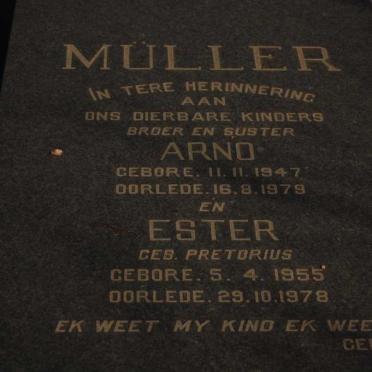 MÜLLER
IN TERE HERINNERING
AAN
ONS DIERBARE KINDERS
BROER EN SUSTER
ARNO
GEBORE. 11.11.1947
OORLEDE. 16.8.1979
EN
ESTER
GEB. PRETORIUS
GEBORE. 5. 4. 1955
OORLEDE. 29.10.1978
EK WEET MY KIND EK